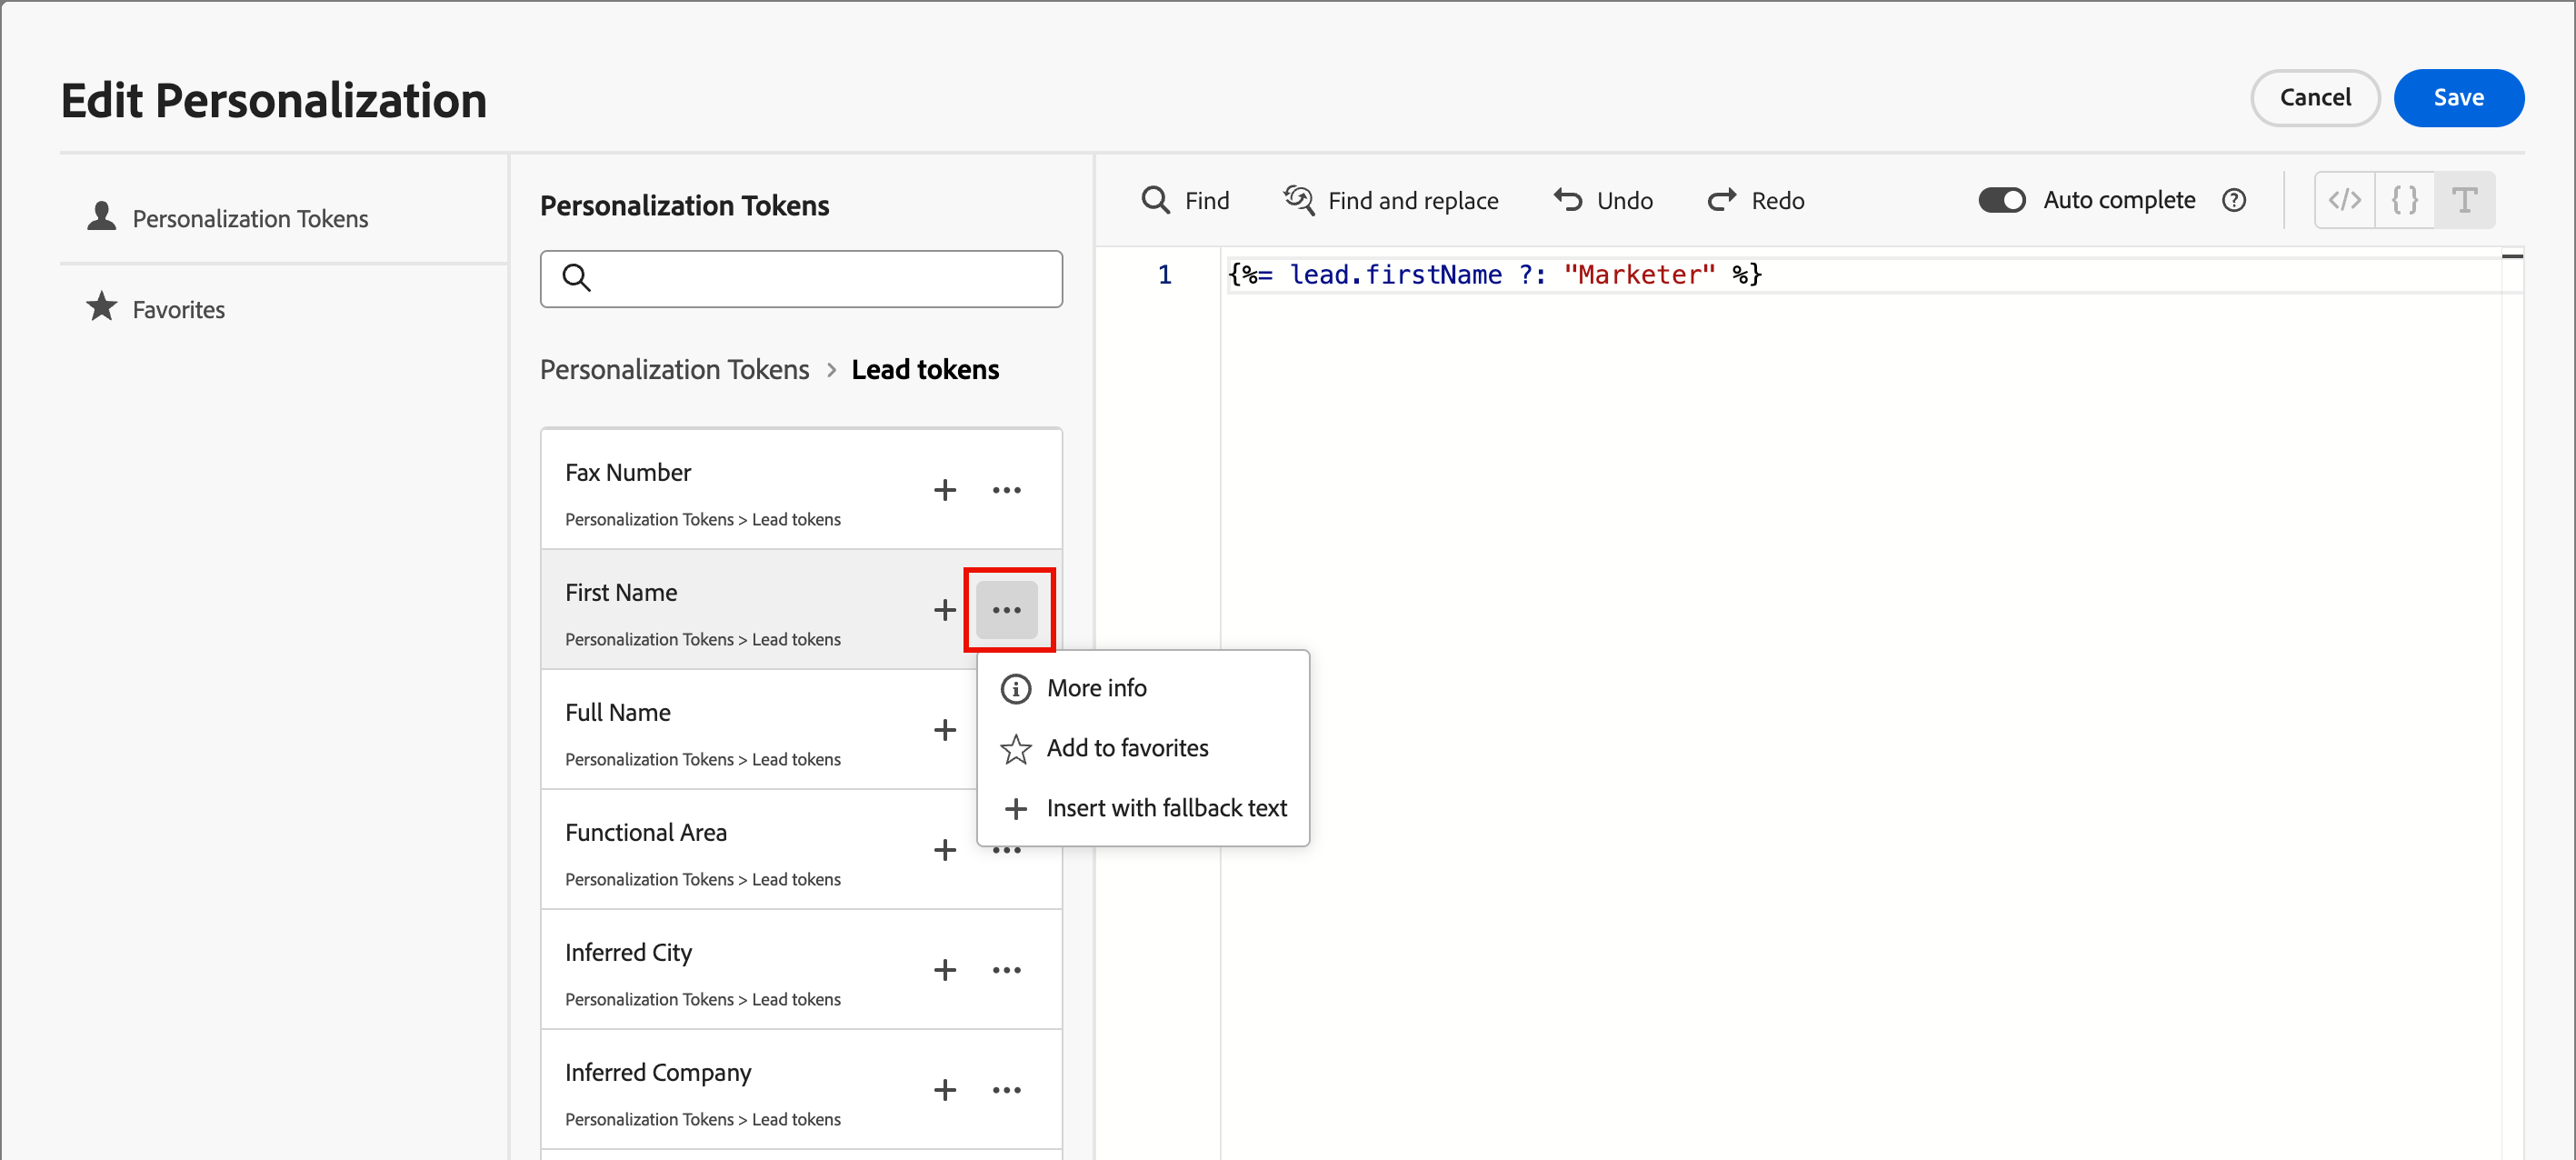 Edit Personalization
Cancel
Save
Personalization Tokens
Favorites
Personalization Tokens
Personalization Tokens > Lead tokens
Fax Number
Personalization Tokens > Lead tokens
First Name
Personalization Tokens > Lead tokens
Full Name
Personalization Tokens > Lead tokens
Functional Area
Personalization Tokens > Lead tokens
Inferred City
Personalization Tokens > Lead tokens
Inferred Company
Personalization Tokens > Lead tokens
More info
Add to favorites
Insert with fallback text
Find
Find and replace
Undo
Redo
Auto complete
1 {%= lead.firstName ?: "Marketer" %}